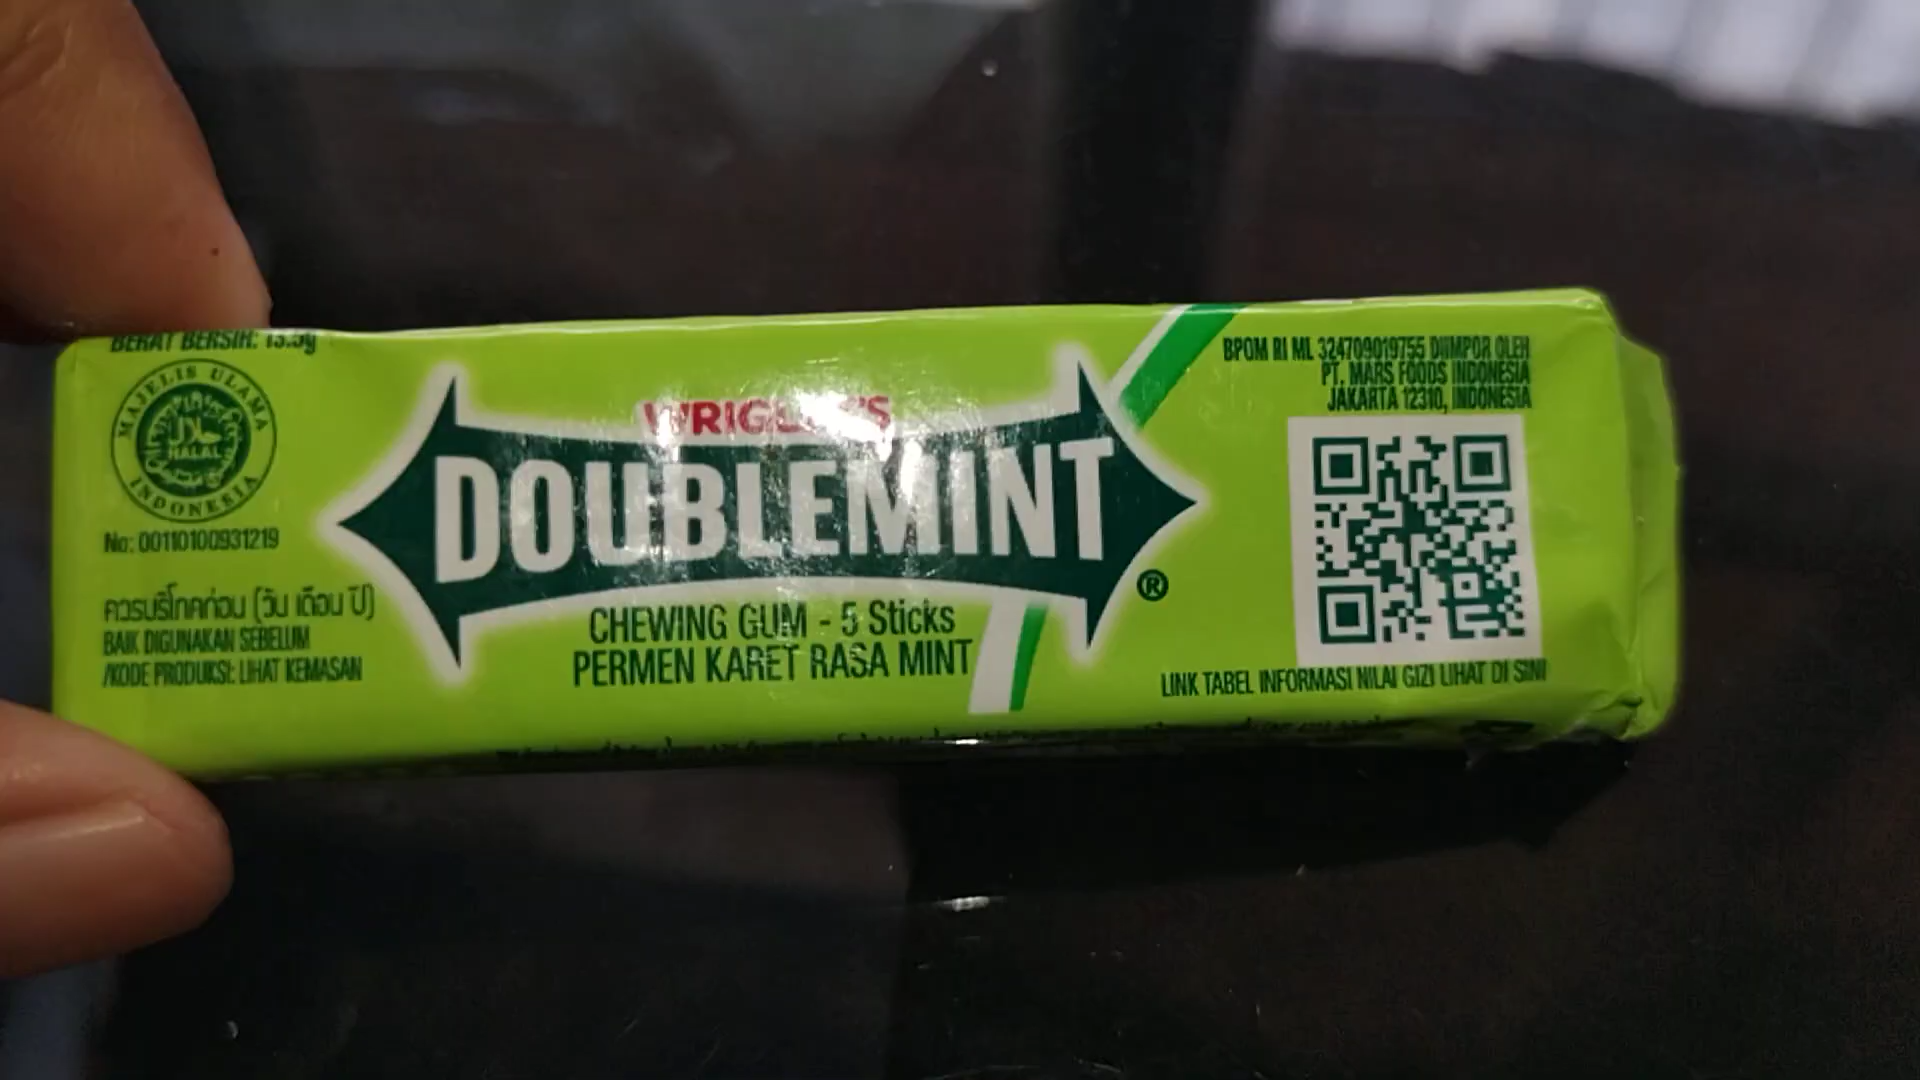 BERAT BERSIH: 13.5g
MAJELIS ULAMA
HALAL
INDONESIA
No: 00110100931219
ควรบริโภคก่อน (วัน เดือน ปี)
BAIK DIGUNAKAN SEBELUM
/KODE PRODUKSI: LIHAT KEMASAN
WRIGLEY'S
DOUBLEMINT
®
CHEWING GUM - 5 Sticks
PERMEN KARET RASA MINT
BPOM RI ML 324709019755 DIIMPOR OLEH
PT. MARS FOODS INDONESIA
JAKARTA 12310, INDONESIA
LINK TABEL INFORMASI NILAI GIZI LIHAT DI SINI